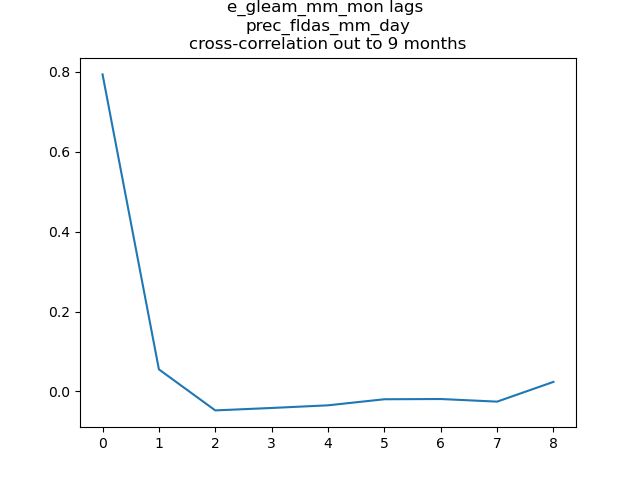 e_gleam_mm_mon lags
prec_fldas_mm_day
cross-correlation out to 9 months
0.8
0.6
0.4
0.2
0.0
0 1 2 3 4 5 6 7 8